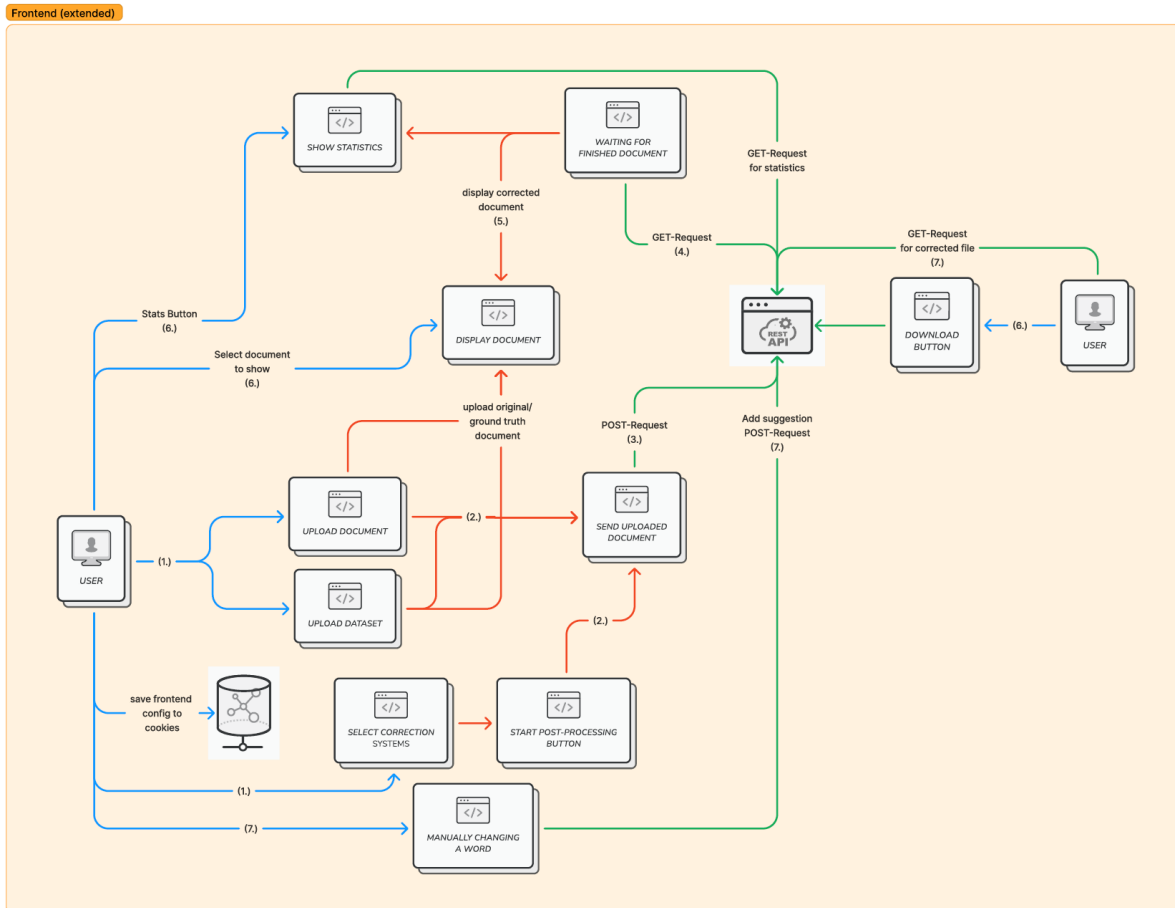 Frontend (extended)
SHOW STATISTICS
WAITING FOR
FINISHED DOCUMENT
GET-Request
for statistics
display corrected
document
(5.)
GET-Request
(4.)
GET-Request
for corrected file
(7.)
Stats Button
(6.)
DISPLAY DOCUMENT
REST
API
DOWNLOAD
BUTTON
(6.)
USER
Select document
to show
(6.)
upload original/
ground truth
document
POST-Request
(3.)
Add suggestion
POST-Request
(7.)
UPLOAD DOCUMENT
(2.)
SEND UPLOADED
DOCUMENT
USER
(1.)
UPLOAD DATASET
(2.)
save frontend
config to
cookies
SELECT CORRECTION
SYSTEMS
START POST-PROCESSING
BUTTON
(1.)
(7.)
MANUALLY CHANGING
A WORD